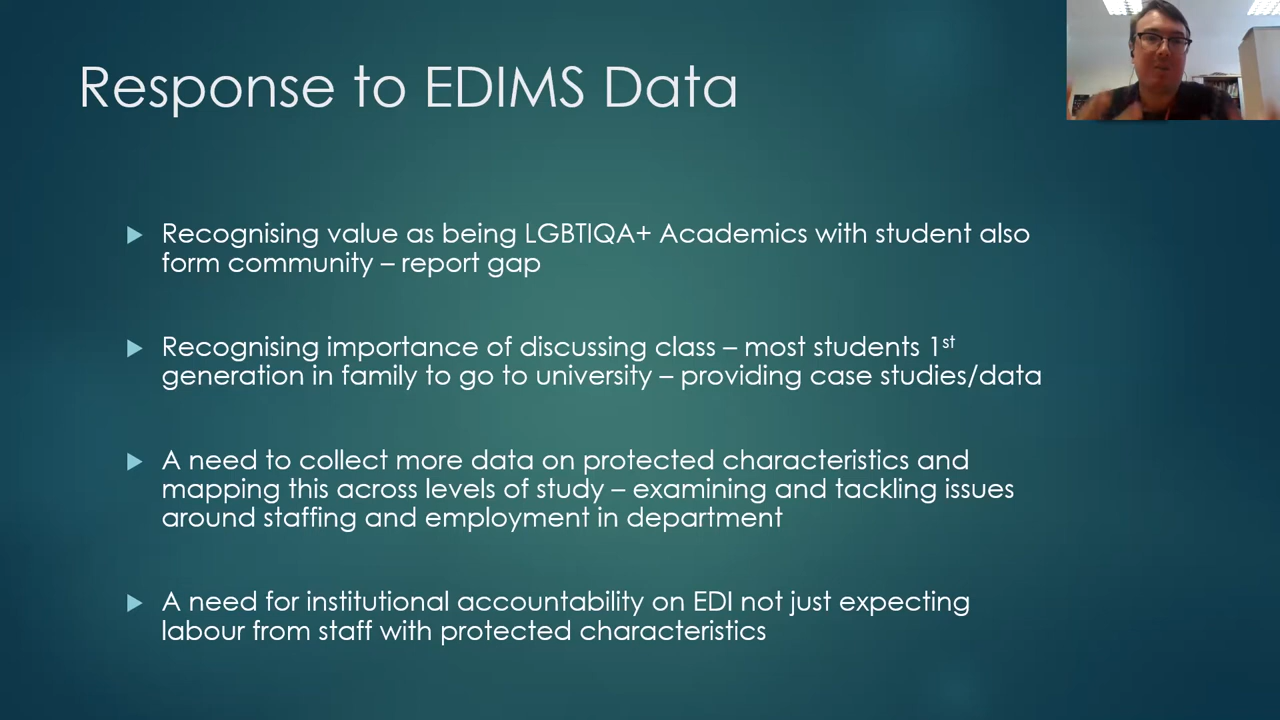 Response to EDIMS Data
Recognising value as being LGBTIQA+ Academics with student also
form community – report gap
Recognising importance of discussing class – most students 1st
generation in family to go to university – providing case studies/data
A need to collect more data on protected characteristics and
mapping this across levels of study – examining and tackling issues
around staffing and employment in department
A need for institutional accountability on EDI not just expecting
labour from staff with protected characteristics